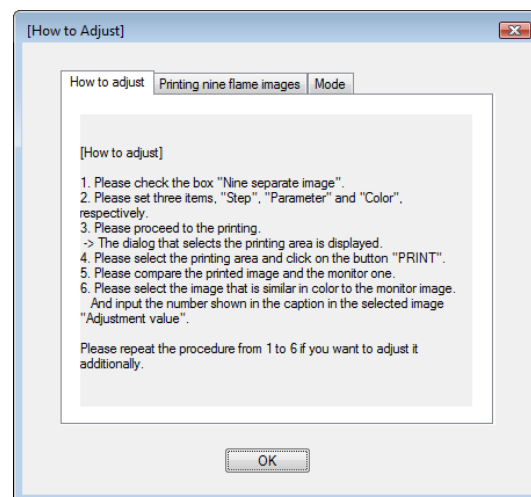 [How to Adjust]
How to adjust
Printing nine flame images
Mode
[How to adjust]
1. Please check the box "Nine separate image".
2. Please set three items, "Step", "Parameter" and "Color",
respectively.
3. Please proceed to the printing.
-> The dialog that selects the printing area is displayed.
4. Please select the printing area and click on the button "PRINT".
5. Please compare the printed image and the monitor one.
6. Please select the image that is similar in color to the monitor image.
And input the number shown in the caption in the selected image
"Adjustment value".
Please repeat the procedure from 1 to 6 if you want to adjust it
additionally.
OK